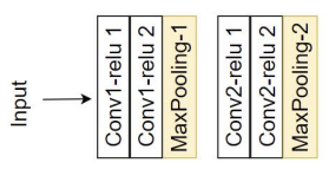 Input
Conv1-relu 1
Conv1-relu 2
MaxPooling-1
Conv2-relu 1
Conv2-relu 2
MaxPooling-2